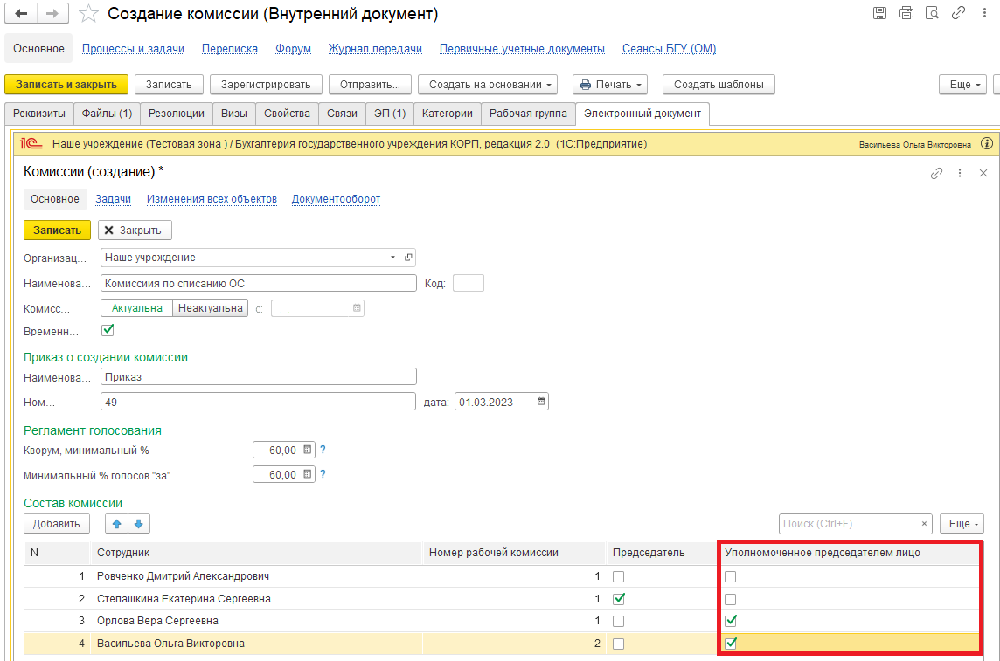 Создание комиссии (Внутренний документ)
Основное Процессы и задачи Переписка Форум Журнал передачи Первичные учетные документы Сеансы БГУ (ОМ)
Записать и закрыть Записать Зарегистрировать Отправить... Создать на основании Печать Создать шаблоны Еще
Реквизиты Файлы (1) Резолюции Визы Свойства Связи ЭП (1) Категории Рабочая группа Электронный документ
1С Наше учреждение (Тестовая зона ) / Бухгалтерия государственного учреждения КОРП, редакция 2.0 (1С:Предприятие) Васильева Ольга Викторовна
Комиссии (создание) *
Основное Задачи Изменения всех объектов Документооборот
Записать Закрыть
Организац... Наше учреждение
Наименова... Комиссиия по списанию ОС Код:
Комисс... Актуальна Неактуальна с:
Временн...
Приказ о создании комиссии
Наименова... Приказ
Ном... 49 дата: 01.03.2023
Регламент голосования
Кворум, минимальный % 60,00 ?
Минимальный % голосов "за" 60,00 ?
Состав комиссии
Добавить Поиск (Ctrl+F) × Еще
N Сотрудник Номер рабочей комиссии Председатель Уполномоченное председателем лицо
1 Ровченко Дмитрий Александрович 1
2 Степашкина Екатерина Сергеевна 1
3 Орлова Вера Сергеевна 1
4 Васильева Ольга Викторовна 2